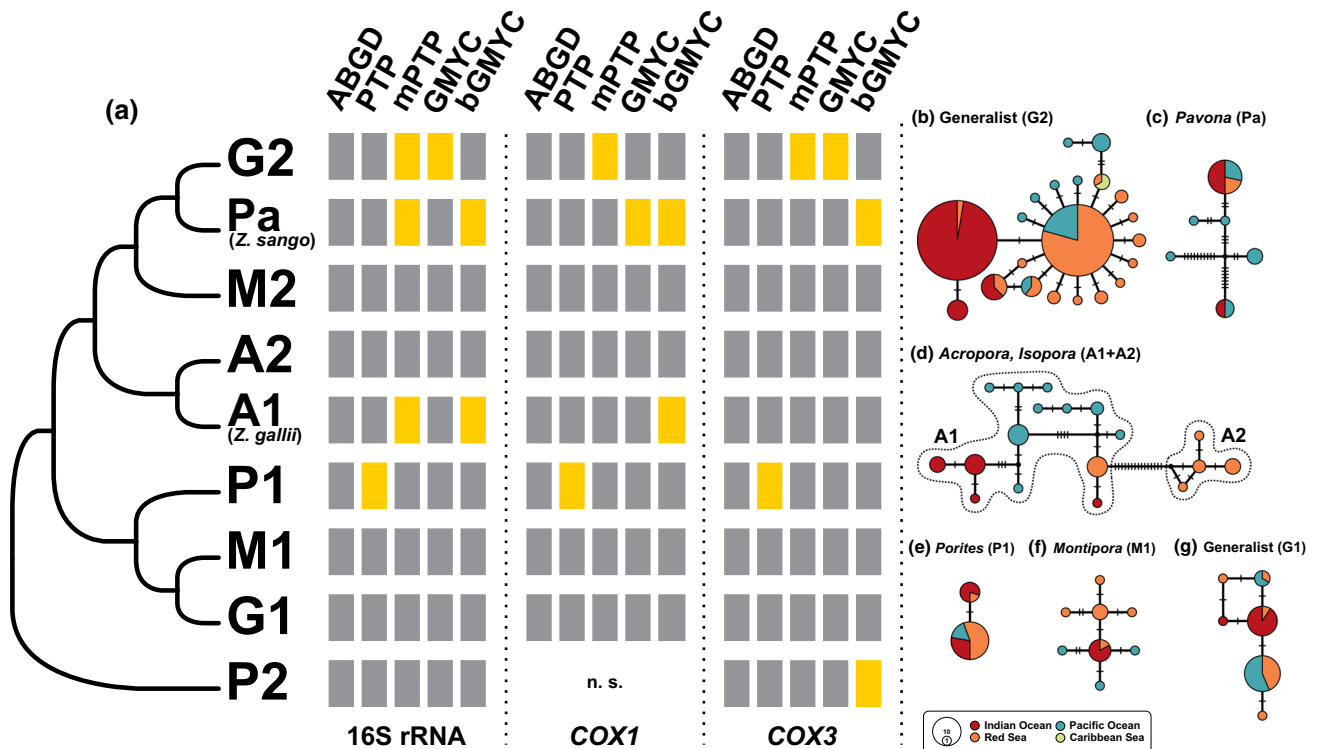 (a)
ABGD
PTP
mPTP
GMYC
bGMYC
ABGD
PTP
mPTP
GMYC
bGMYC
ABGD
PTP
mPTP
GMYC
bGMYC
G2
Pa
(Z. sango)
M2
A2
A1
(Z. gallii)
P1
M1
G1
P2
n. s.
16S rRNA
COX1
COX3
(b) Generalist (G2)
(c) Pavona (Pa)
(d) Acropora, Isopora (A1+A2)
A1
A2
(e) Porites (P1)
(f) Montipora (M1)
(g) Generalist (G1)
10
1
Indian Ocean
Pacific Ocean
Red Sea
Caribbean Sea